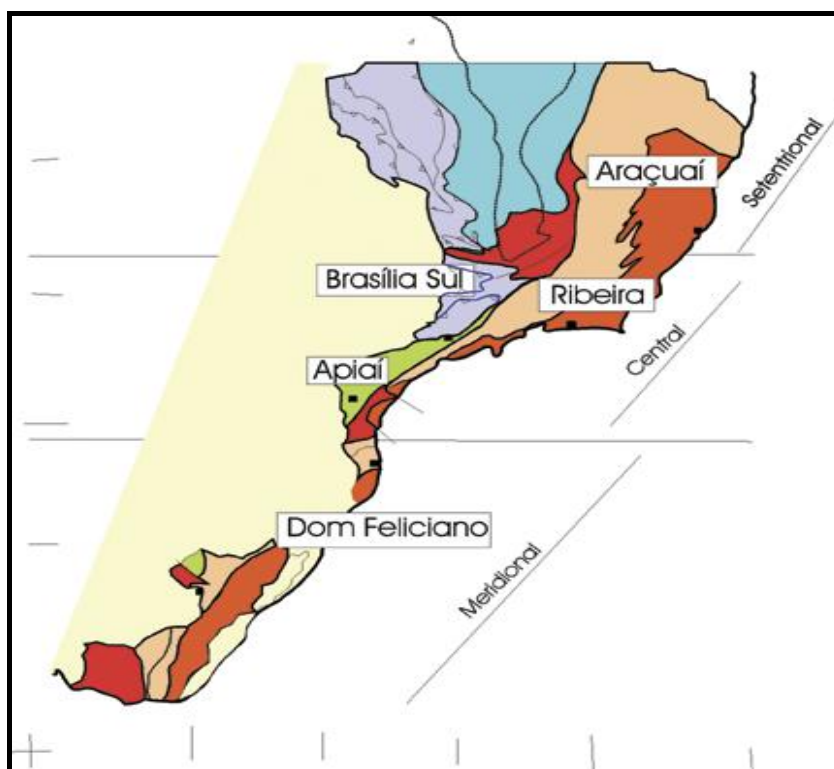 Araçuaí
Setentrional
Brasília Sul
Ribeira
Central
Apiaí
Dom Feliciano
Meridional